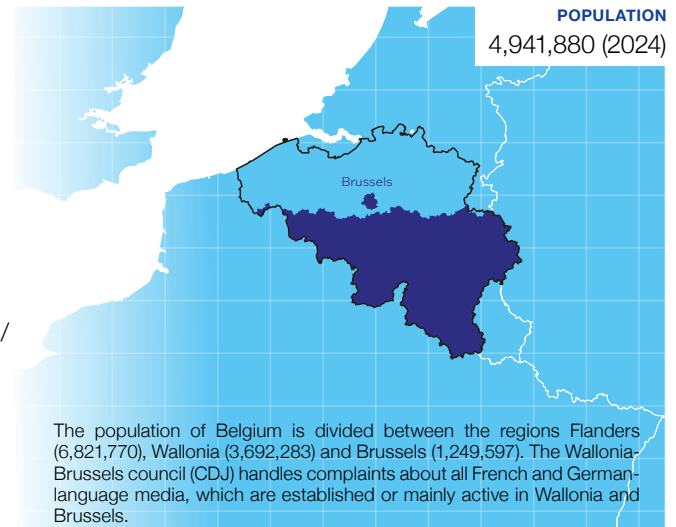 POPULATION
4,941,880 (2024)
Brussels
/
The population of Belgium is divided between the regions Flanders
(6,821,770), Wallonia (3,692,283) and Brussels (1,249,597). The Wallonia-
Brussels council (CDJ) handles complaints about all French and German-
language media, which are established or mainly active in Wallonia and
Brussels.